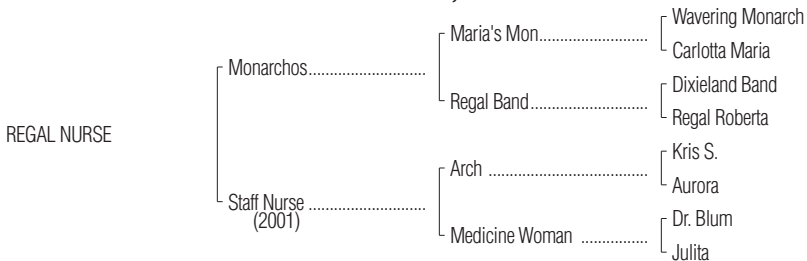 Wavering Monarch
Maria's Mon............................
Carlotta Maria
Monarchos..............................
Dixieland Band
Regal Band..............................
Regal Roberta
REGAL NURSE
Kris S.
Arch ........................................
Aurora
Staff Nurse ..............................
(2001)
Dr. Blum
Medicine Woman .................
Julita